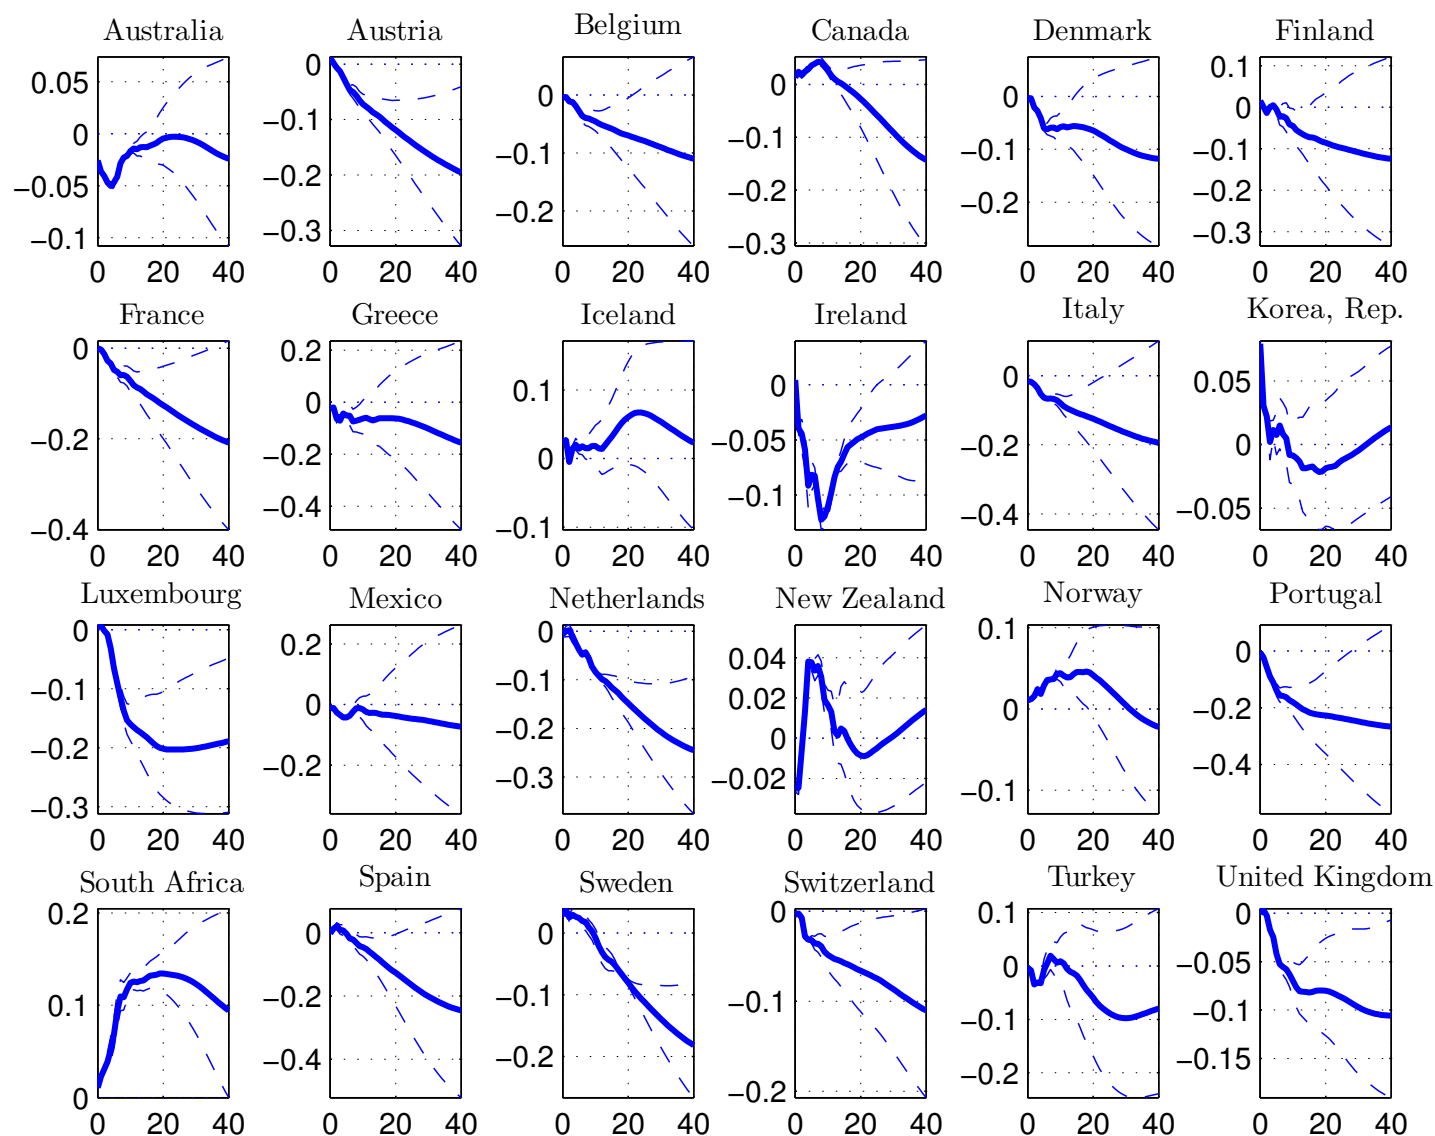 Australia Austria Belgium Canada Denmark Finland
0.05 0 −0.05 −0.1
0 −0.1 −0.2 −0.3
0 −0.1 −0.2
0 −0.1 −0.2 −0.3
0 −0.1 −0.2
0.1 0 −0.1 −0.2 −0.3
0 20 40 0 20 40 0 20 40 0 20 40 0 20 40 0 20 40
France Greece Iceland Ireland Italy Korea, Rep.
0 −0.2 −0.4
0.2 0 −0.2 −0.4
0.1 0 −0.1
0 −0.05 −0.1
0 −0.2 −0.4
0.05 0 −0.05
0 20 40 0 20 40 0 20 40 0 20 40 0 20 40 0 20 40
Luxembourg Mexico Netherlands New Zealand Norway Portugal
0 −0.1 −0.2 −0.3
0.2 0 −0.2
0 −0.1 −0.2 −0.3
0.04 0.02 0 −0.02
0.1 0 −0.1
0 −0.2 −0.4
0 20 40 0 20 40 0 20 40 0 20 40 0 20 40 0 20 40
South Africa Spain Sweden Switzerland Turkey United Kingdom
0.2 0.1 0
0 −0.2 −0.4
0 −0.1 −0.2
0 −0.1 −0.2
0.1 0 −0.1 −0.2
0 −0.05 −0.1 −0.15
0 20 40 0 20 40 0 20 40 0 20 40 0 20 40 0 20 40